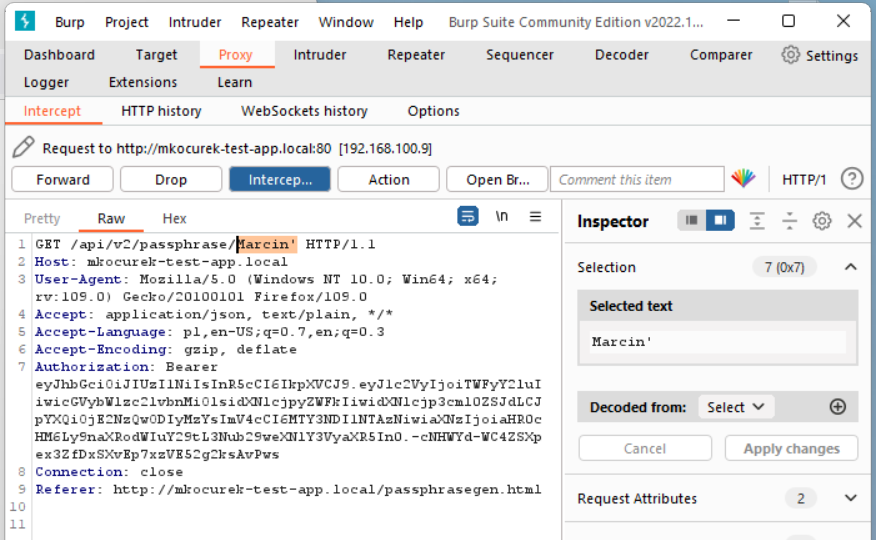 Burp Project Intruder Repeater Window Help Burp Suite Community Edition v2022.1...
Dashboard Target Proxy Intruder Repeater Sequencer Decoder Comparer Settings
Logger Extensions Learn
Intercept HTTP history WebSockets history Options
Request to http://mkocurek-test-app.local:80 [192.168.100.9]
Forward Drop Intercep... Action Open Br... Comment this item HTTP/1 ?
Pretty Raw Hex \n Inspector
1 GET /api/v2/passphrase/Marcin' HTTP/1.1
2 Host: mkocurek-test-app.local
3 User-Agent: Mozilla/5.0 (Windows NT 10.0; Win64; x64;
rv:109.0) Gecko/20100101 Firefox/109.0
4 Accept: application/json, text/plain, */*
5 Accept-Language: pl,en-US;q=0.7,en;q=0.3
6 Accept-Encoding: gzip, deflate
7 Authorization: Bearer
eyJhbGciOiJIUzI1NiIsInR5cCI6IkpXVCJ9.eyJ1c2VyIjoiTWFyY2luI
iwicGVybWlzc2lvbnMiOlsidXNlcjpyZWFkIiwidXNlcjp3cml0ZSJdLCJ
pYXQiOjE2NzQwODIyMzYsImV4cCI6MTY3NDI1NTAzNiwiaXNzIjoiaHR0c
HM6Ly9naXRodWIuY29tL3Nub29weXNlY3VyaXR5In0.-cNHWYd-WC4ZSXp
ex3ZfDxSXvEp7xzVE52g2ksAvPws
8 Connection: close
9 Referer: http://mkocurek-test-app.local/passphrasegen.html
10
11
Selection 7 (0x7)
Selected text
Marcin'
Decoded from: Select
Cancel Apply changes
Request Attributes 2